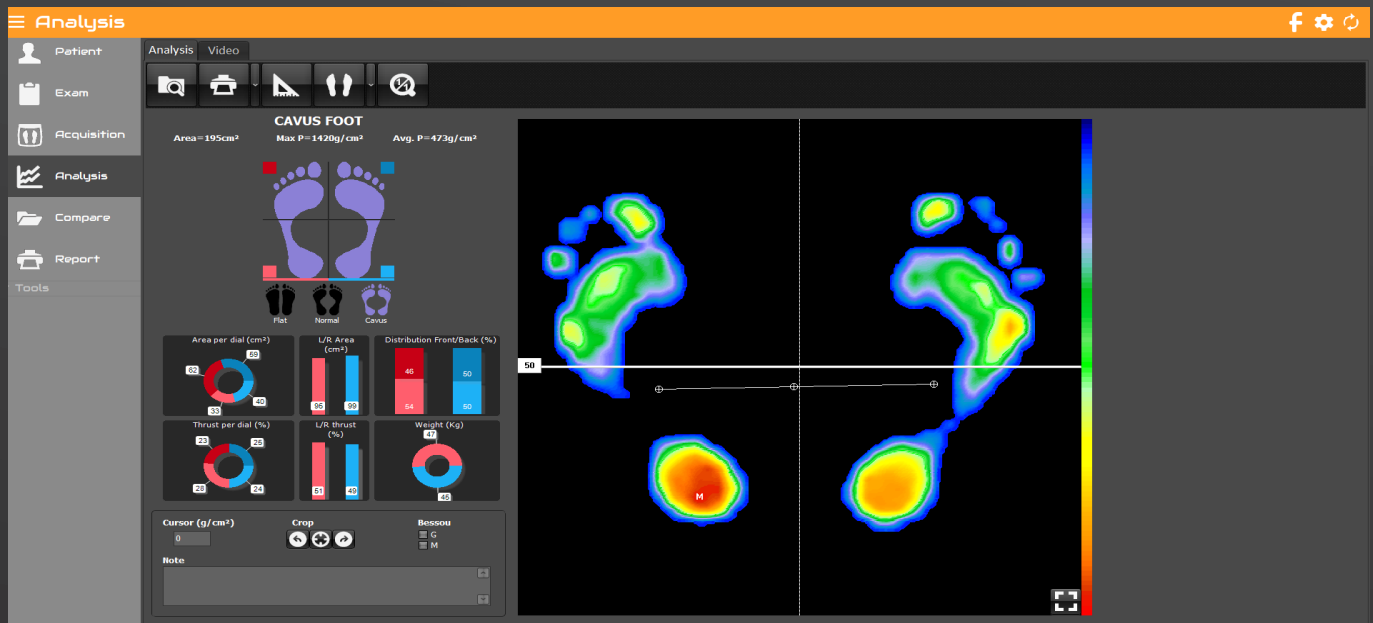 Analysis
Patient
Exam
Acquisition
Analysis
Compare
Report
Tools
Analysis Video
CAVUS FOOT
Area=195cm² Max P=1420g/cm² Avg. P=473g/cm²
Flat Normal Cavus
Area per dial (cm²)
59
62
40
33
L/R Area
(cm²)
96 99
Distribution Front/Back (%)
46 50
54 50
Thrust per dial (%)
23 25
28 24
L/R thrust
(%)
51 49
Weight (Kg)
47
45
Cursor (g/cm²) Crop Bessou
0
G
M
Note
50
M